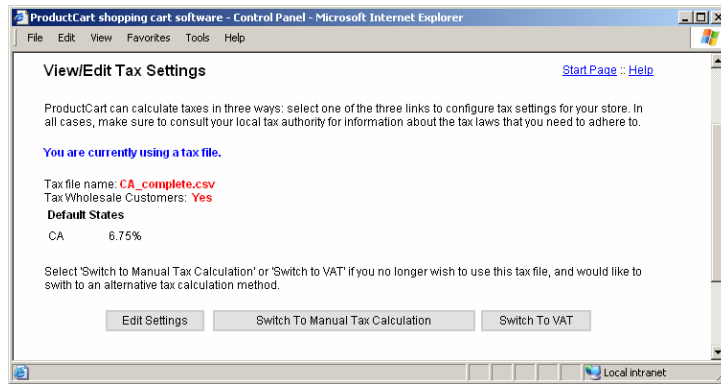 ProductCart shopping cart software - Control Panel - Microsoft Internet Explorer
File Edit View Favorites Tools Help
View/Edit Tax Settings
Start Page :: Help
ProductCart can calculate taxes in three ways: select one of the three links to configure tax settings for your store. In
all cases, make sure to consult your local tax authority for information about the tax laws that you need to adhere to.
You are currently using a tax file.
Tax file name: CA_complete.csv
Tax Wholesale Customers: Yes
Default States
CA 6.75%
Select 'Switch to Manual Tax Calculation' or 'Switch to VAT' if you no longer wish to use this tax file, and would like to
swith to an alternative tax calculation method.
Edit Settings Switch To Manual Tax Calculation Switch To VAT
Local intranet